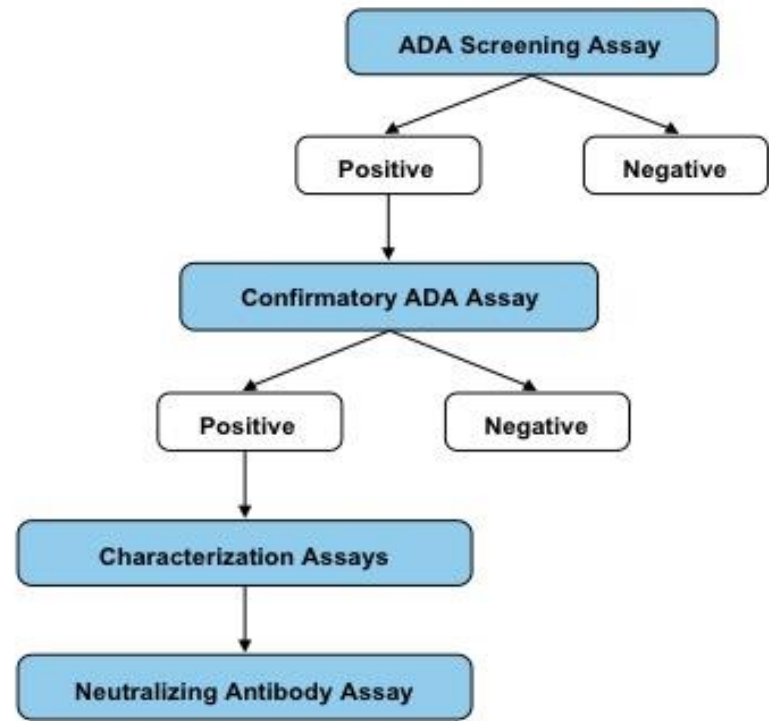 ADA Screening Assay
Positive
Negative
Confirmatory ADA Assay
Positive
Negative
Characterization Assays
Neutralizing Antibody Assay